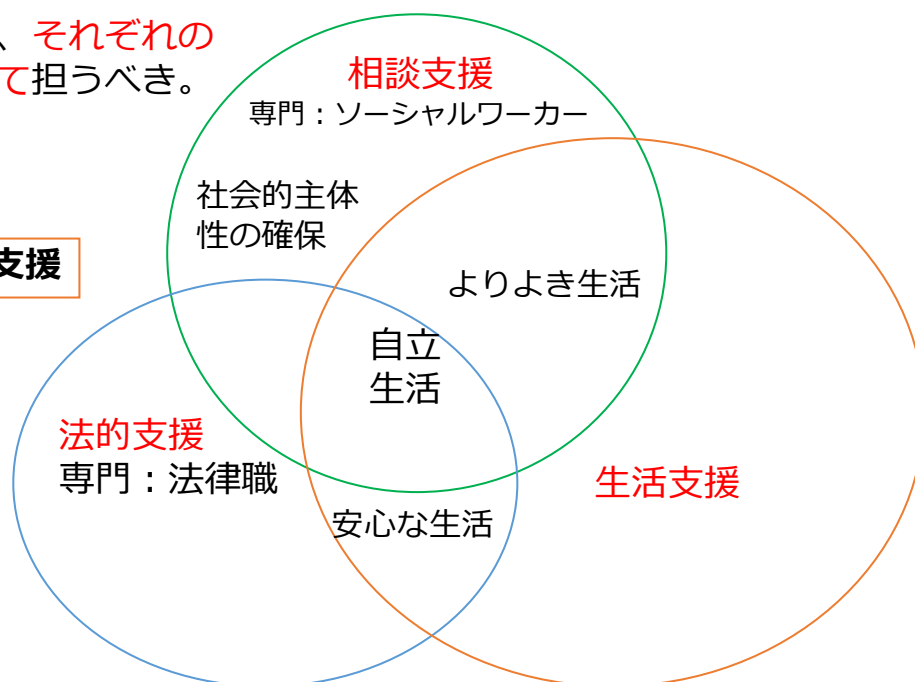 、それぞれの
て担うべき。
相談支援
専門：ソーシャルワーカー
社会的主体
性の確保
支援
よりよき生活
自立
生活
法的支援
専門：法律職
生活支援
安心な生活